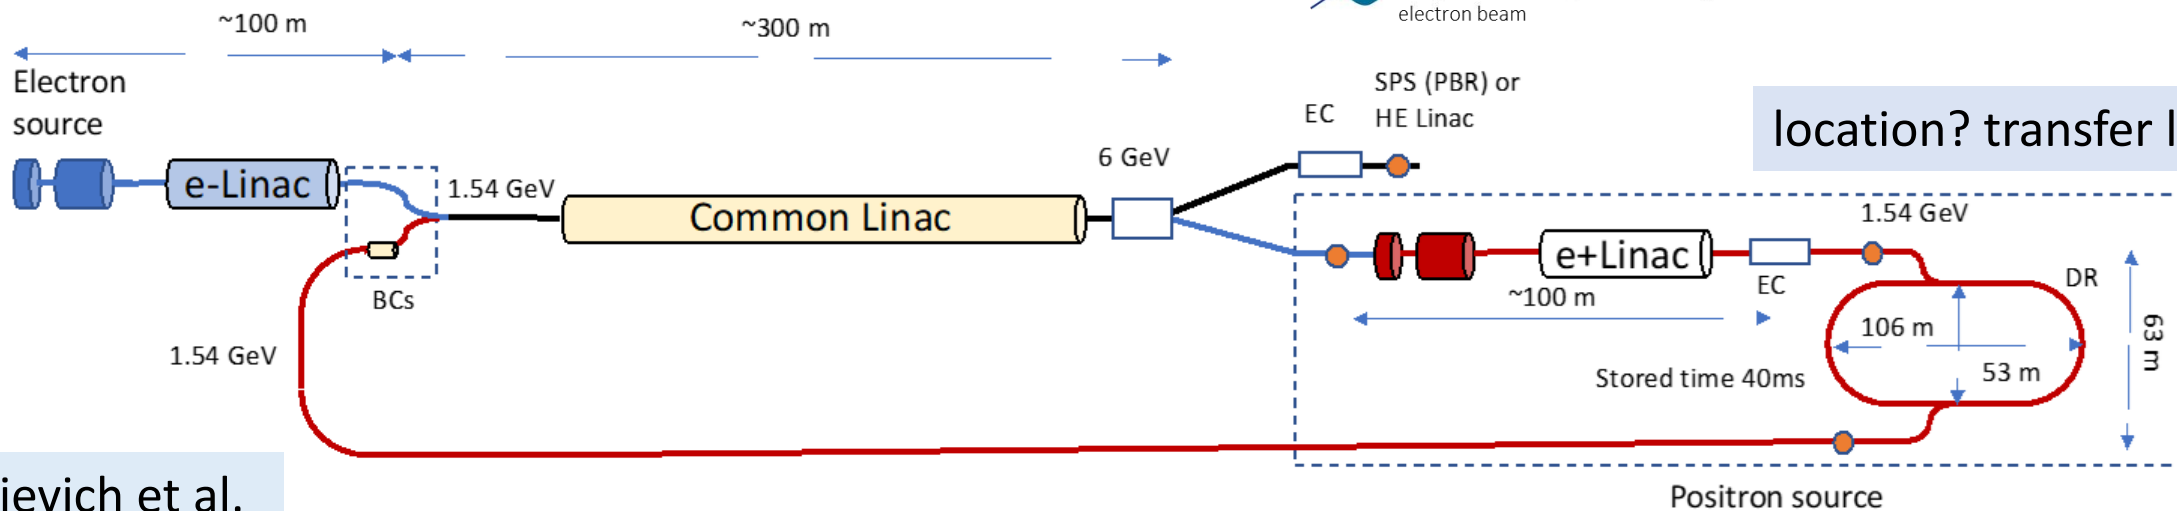 electron beam
~100 m
~300 m
Electron
source
SPS (PBR) or
HE Linac
EC
location? transfer
6 GeV
e-Linac
1.54 GeV
Common Linac
1.54 GeV
e+Linac
EC
DR
BCs
~100 m
106 m
63 m
1.54 GeV
Stored time 40ms
53 m
ievich et al.
Positron source